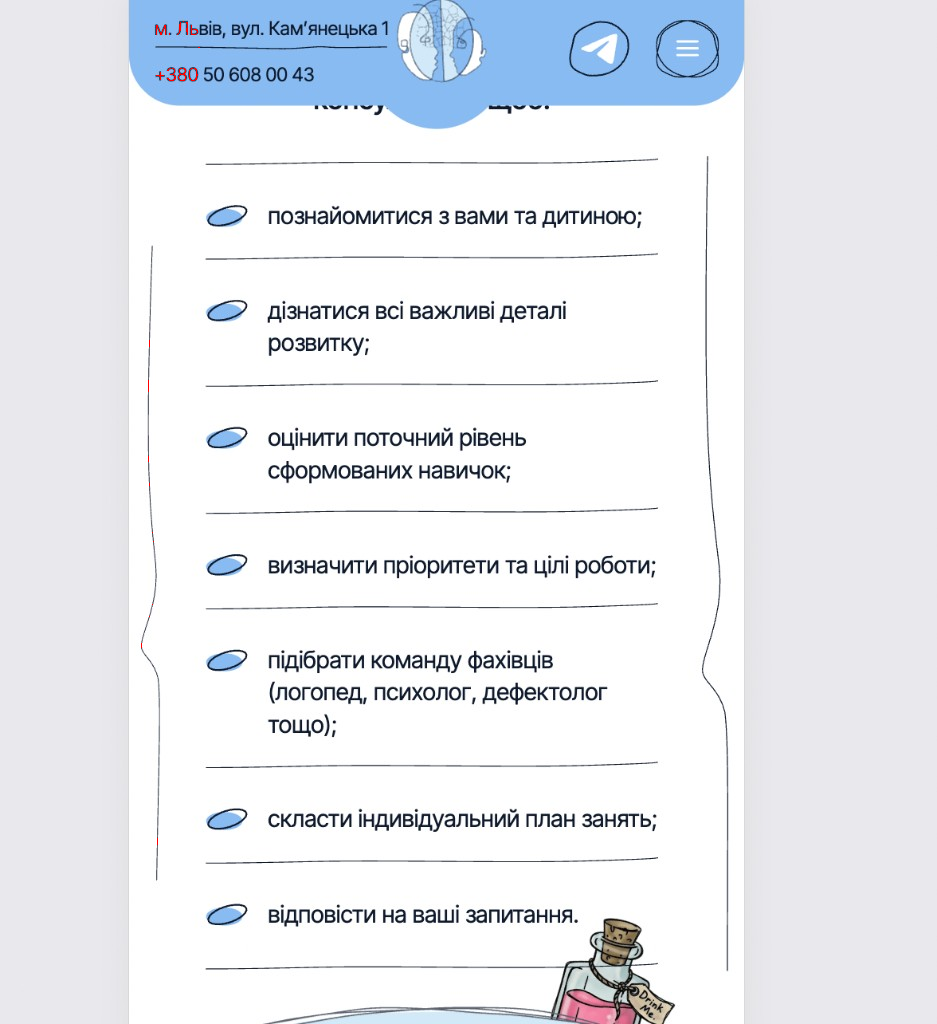 м. Львів, вул. Кам’янецька 1
+380 50 608 00 43
познайомитися з вами та дитиною;
дізнатися всі важливі деталі
розвитку;
оцінити поточний рівень
сформованих навичок;
визначити пріоритети та цілі роботи;
підібрати команду фахівців
(логопед, психолог, дефектолог
тощо);
скласти індивідуальний план занять;
відповісти на ваші запитання.
Drink
Me.